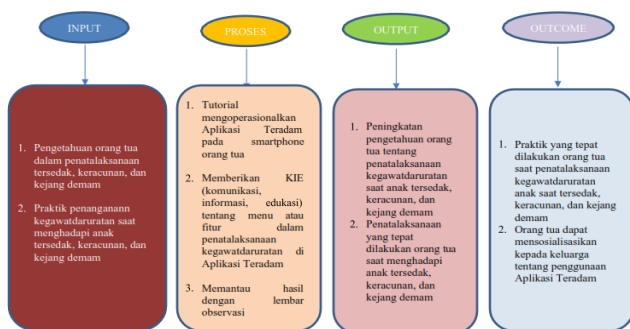 INPUT
1. Pengetahuan orang tua
dalam penatalaksanaan
tersedak, keracunan, dan
kejang demam
2. Praktik penanganann
kegawatdaruratan saat
menghadapi anak
tersedak, keracunan, dan
kejang demam
PROSES
1. Tutorial
mengoperasionalkan
Aplikasi Teradam
pada smartphone
orang tua
2. Memberikan KIE
(komunikasi,
informasi, edukasi)
tentang menu atau
fitur dalam
penatalaksanaan
kegawatdaruratan di
Aplikasi Teradam
3. Memantau hasil
dengan lembar
observasi
OUTPUT
1. Peningkatan
pengetahuan orang
tua tentang
penatalaksanaan
kegawatdaruratan
saat anak tersedak,
keracunan, dan
kejang demam
2. Penatalaksanaan
yang tepat
dilakukan orang tua
saat menghadapi
anak tersedak,
keracunan, dan
kejang demam
OUTCOME
1. Praktik yang tepat
dilakukan orang tua
saat penatalaksanaan
kegawatdaruratan
anak saat tersedak,
keracunan, dan kejang
demam
2. Orang tua dapat
mensosialisasikan
kepada keluarga
tentang penggunaan
Aplikasi Teradam